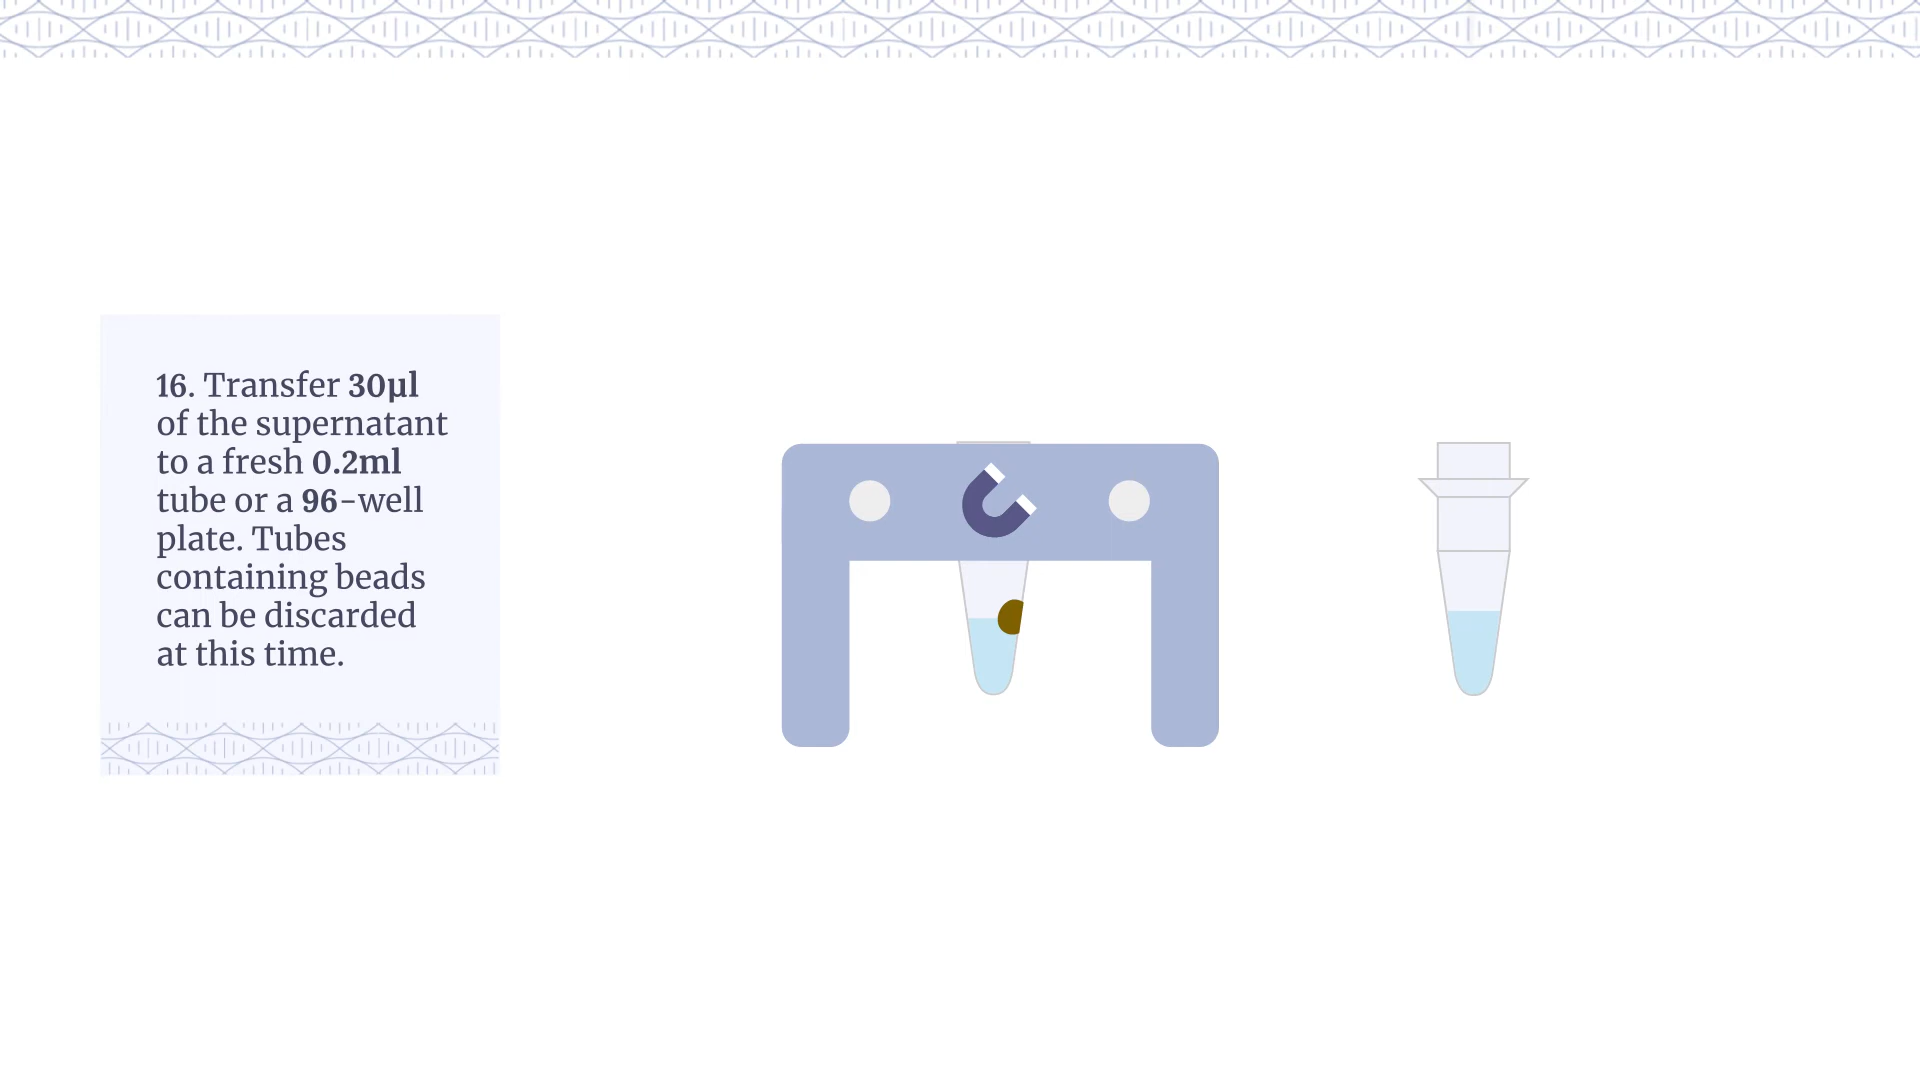 16. Transfer 30µl
of the supernatant
to a fresh 0.2ml
tube or a 96-well
plate. Tubes
containing beads
can be discarded
at this time.